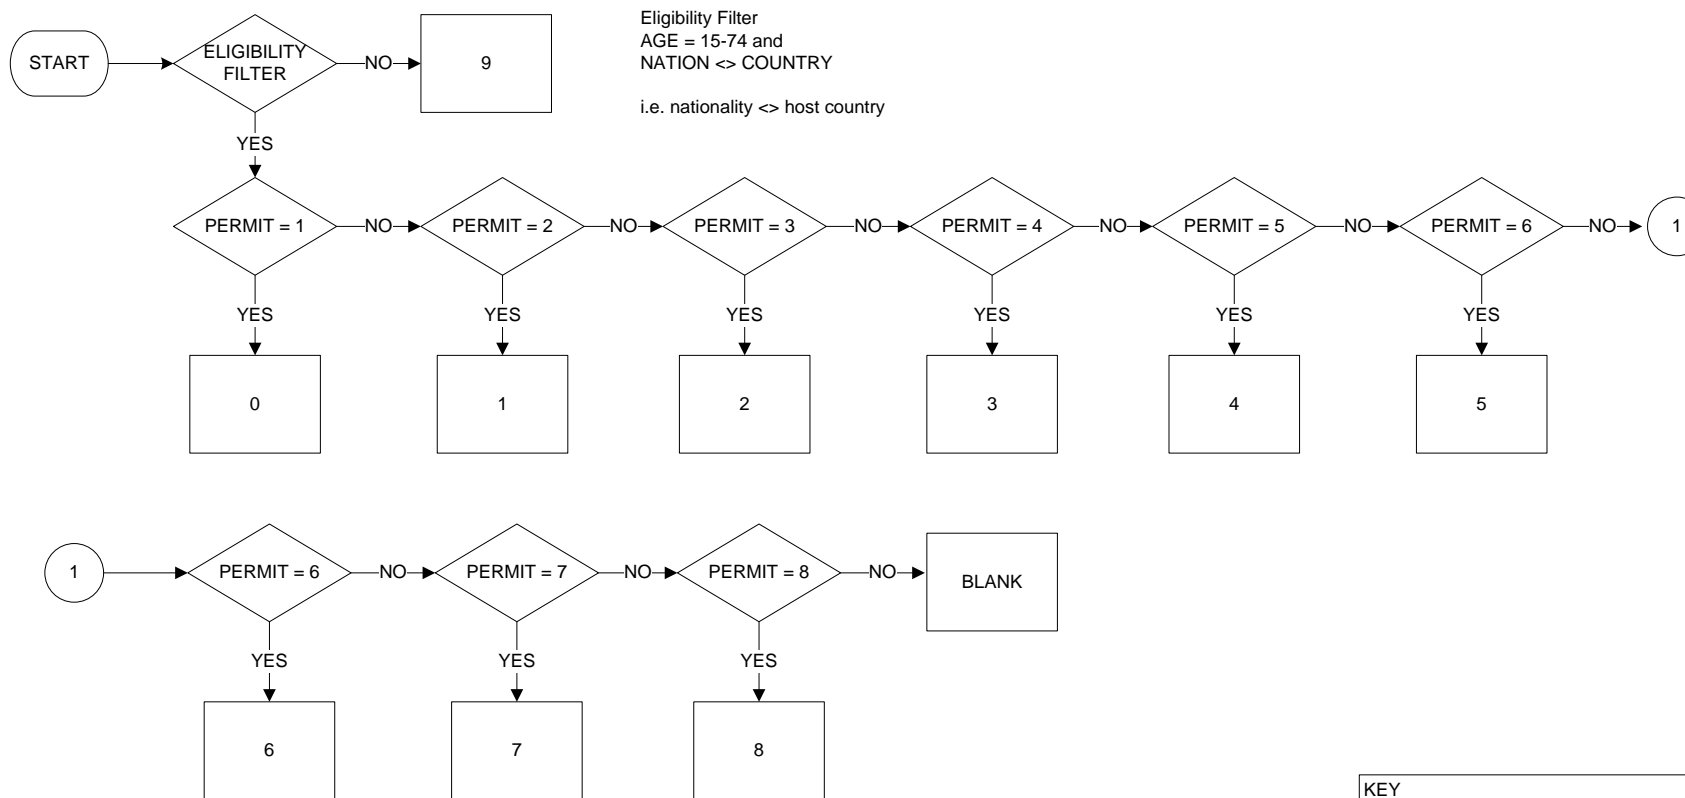 Eligibility Filter
AGE = 15-74 and
NATION <> COUNTRY
i.e. nationality <> host country
START
ELIGIBILITY
FILTER
NO
9
YES
PERMIT = 1
NO
PERMIT = 2
NO
PERMIT = 3
NO
PERMIT = 4
NO
PERMIT = 5
NO
PERMIT = 6
NO
1
YES
YES
YES
YES
YES
YES
0
1
2
3
4
5
1
PERMIT = 6
NO
PERMIT = 7
NO
PERMIT = 8
NO
BLANK
YES
YES
YES
6
7
8
KEY